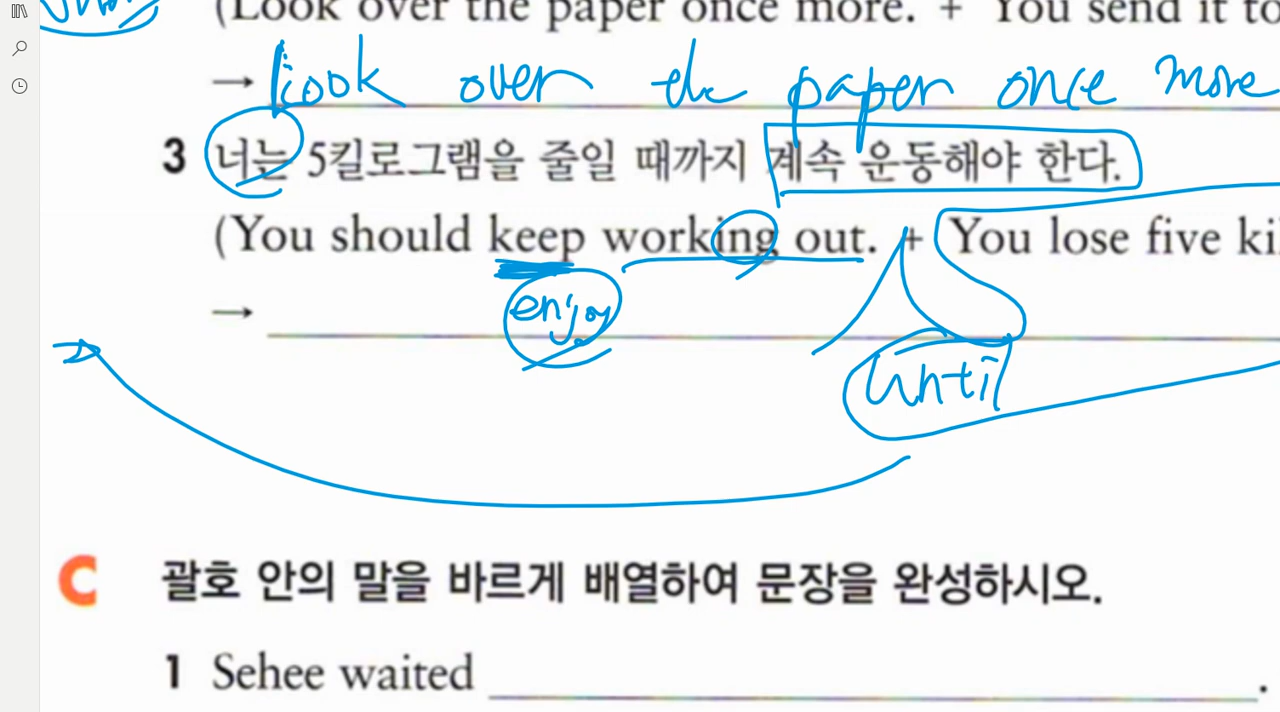 (Look over the paper once more. + You send it to
→ Look over the paper once more
3 너는 5킬로그램을 줄일 때까지 계속 운동해야 한다.
(You should keep working out. + You lose five ki
→ enjoy
until
C 괄호 안의 말을 바르게 배열하여 문장을 완성하시오.
1 Sehee waited .